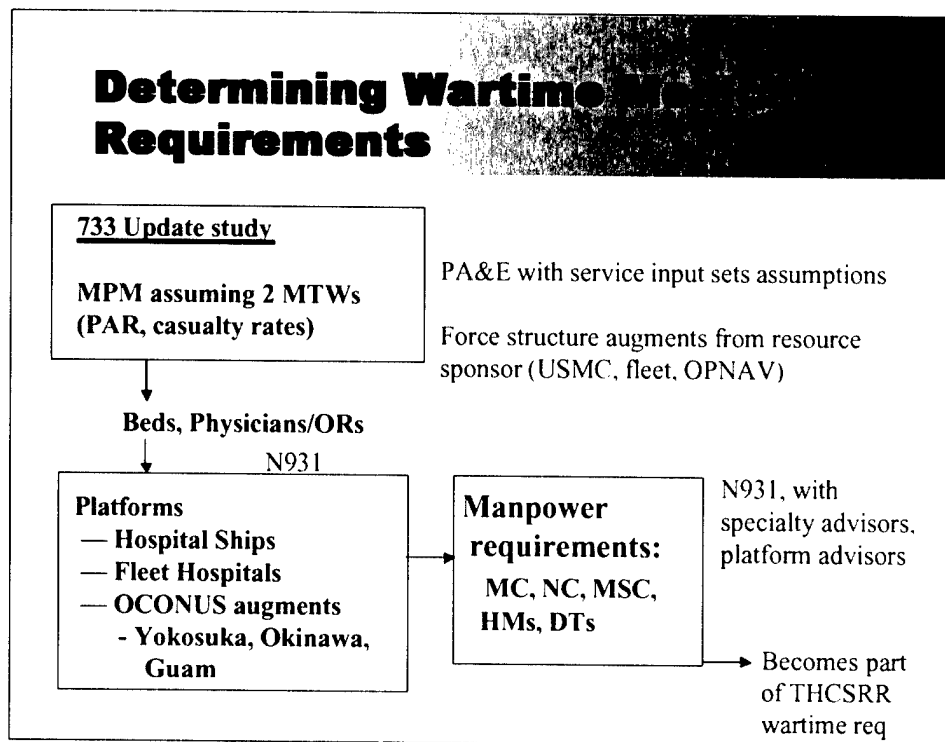 Determining Wartime
Requirements
733 Update study
MPM assuming 2 MTWs
(PAR, casualty rates)
PA&E with service input sets assumptions
Force structure augments from resource
sponsor (USMC, fleet, OPNAV)
Beds, Physicians/ORs
N931
Platforms
— Hospital Ships
— Fleet Hospitals
— OCONUS augments
- Yokosuka, Okinawa,
Guam
Manpower
requirements:
MC, NC, MSC,
HMs, DTs
N931, with
specialty advisors,
platform advisors
Becomes part
of THCSRR
wartime req